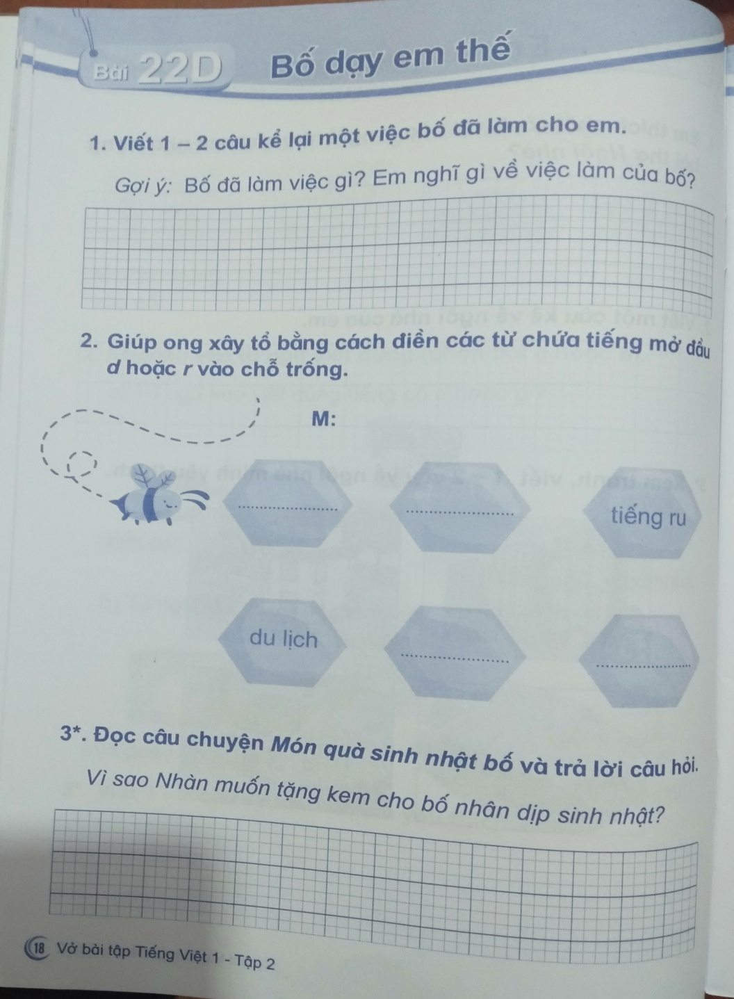 Bài 22D Bố dạy em thế
1. Viết 1 – 2 câu kể lại một việc bố đã làm cho em.
Gợi ý: Bố đã làm việc gì? Em nghĩ gì về việc làm của bố?
2. Giúp ong xây tổ bằng cách điền các từ chứa tiếng mở đầu
d hoặc r vào chỗ trống.
M:
.......................... .......................... tiếng ru
du lịch .......................... ..........................
3*. Đọc câu chuyện Món quà sinh nhật bố và trả lời câu hỏi.
Vì sao Nhàn muốn tặng kem cho bố nhân dịp sinh nhật?
18 Vở bài tập Tiếng Việt 1 - Tập 2